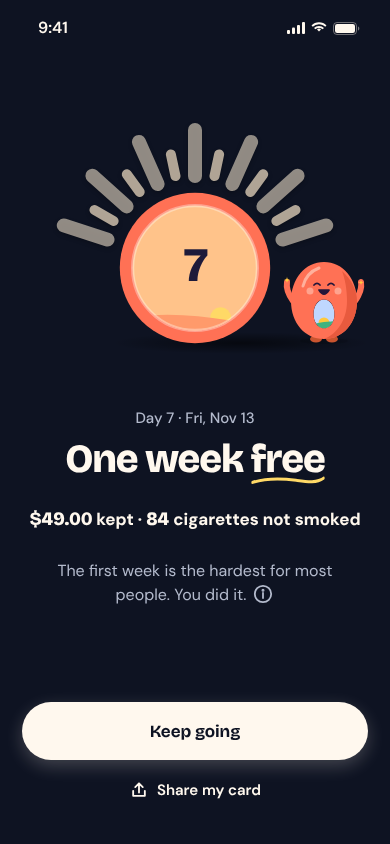 9:41
7
Day 7 · Fri, Nov 13
One week free
$49.00 kept · 84 cigarettes not smoked
The first week is the hardest for most
people. You did it.
Keep going
Share my card